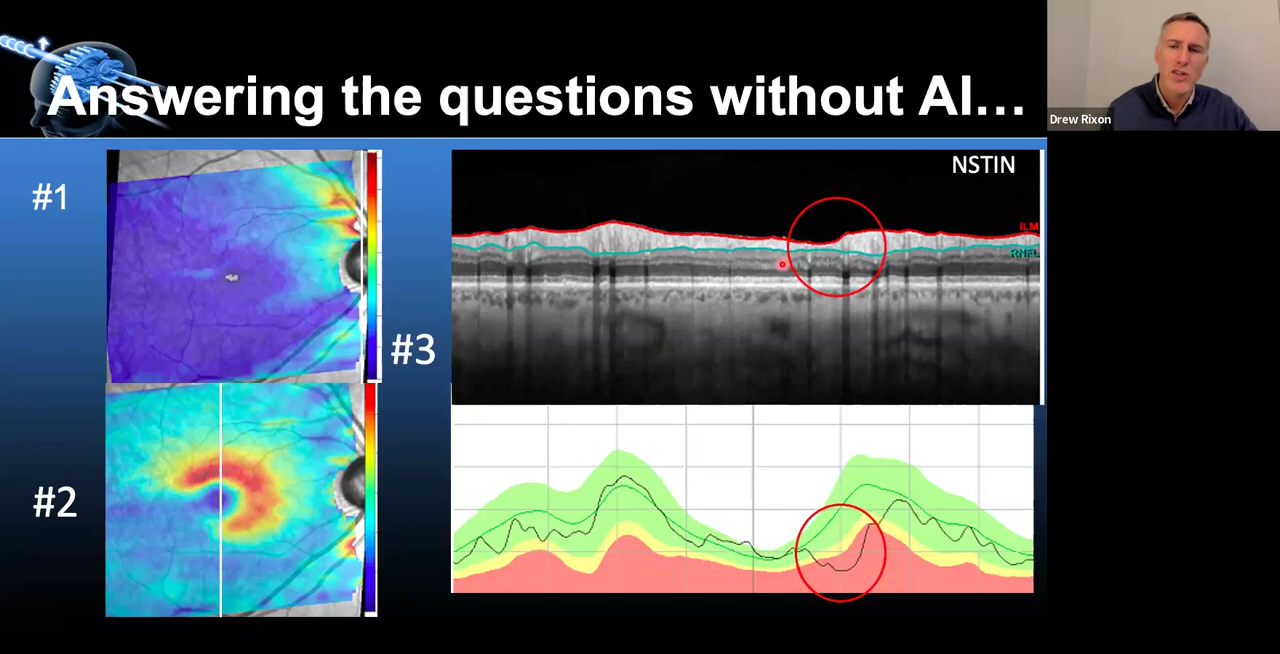 Answering the questions without AI…
Drew Rixon
#1
NSTIN
ILM
RNFL
#3
#2